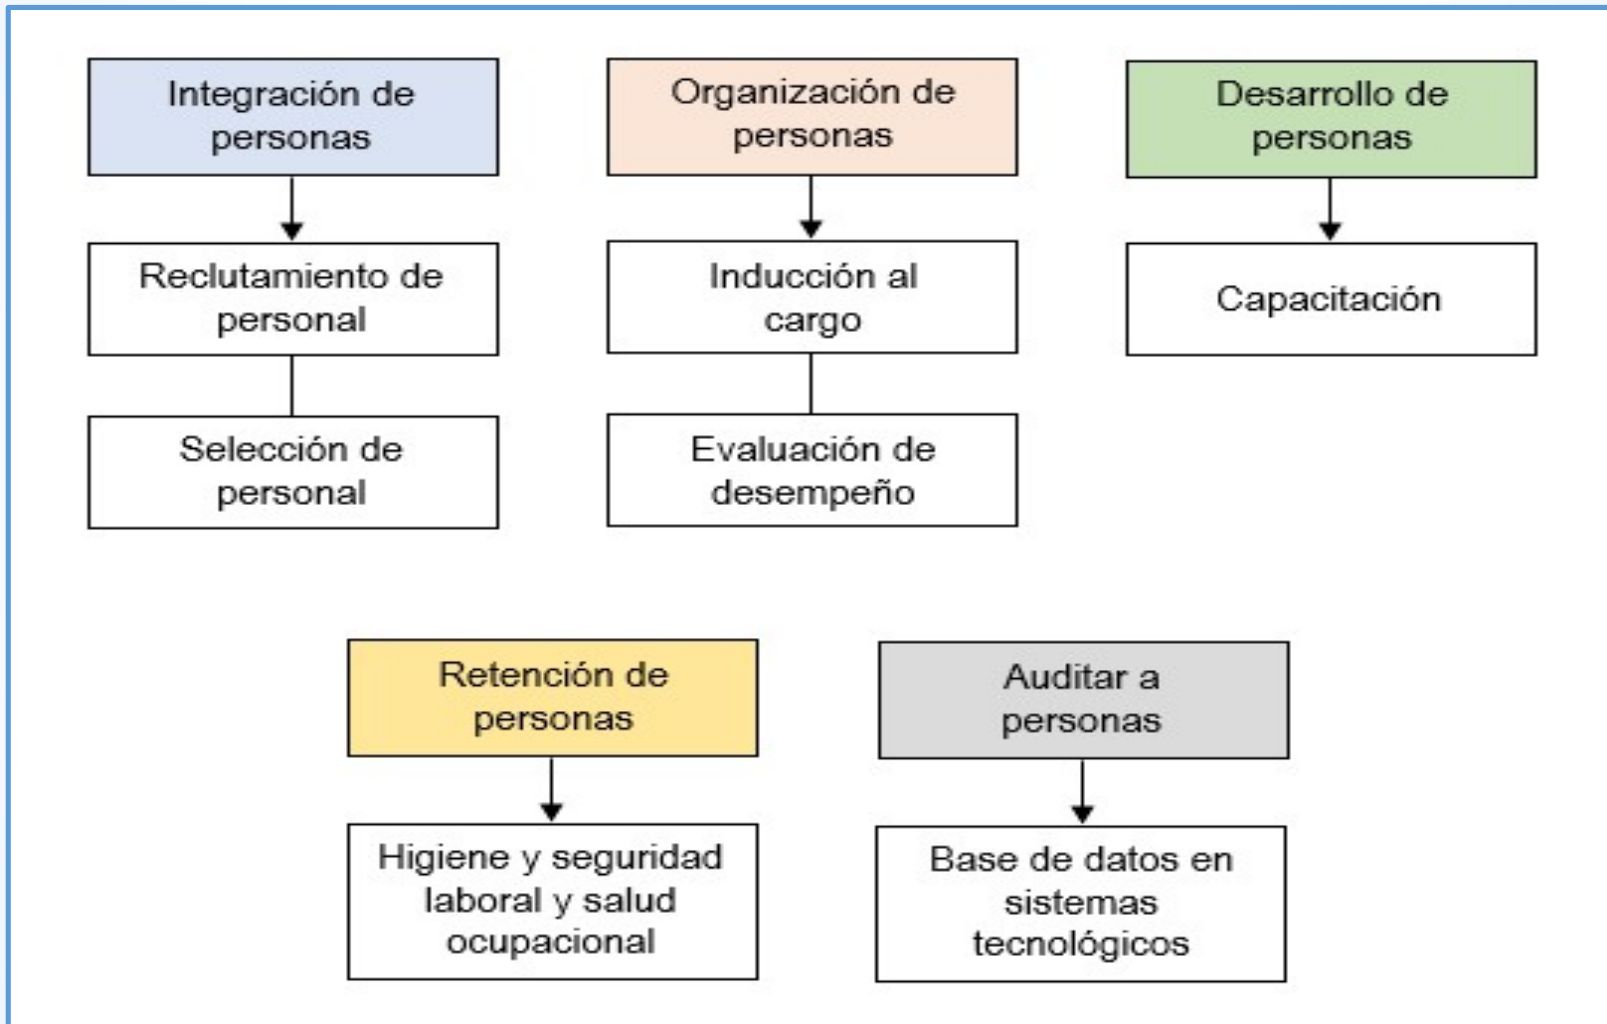 Integración de
personas
Organización de
personas
Desarrollo de
personas
Reclutamiento de
personal
Inducción al
cargo
Capacitación
Selección de
personal
Evaluación de
desempeño
Retención de
personas
Auditar a
personas
Higiene y seguridad
laboral y salud
ocupacional
Base de datos en
sistemas
tecnológicos